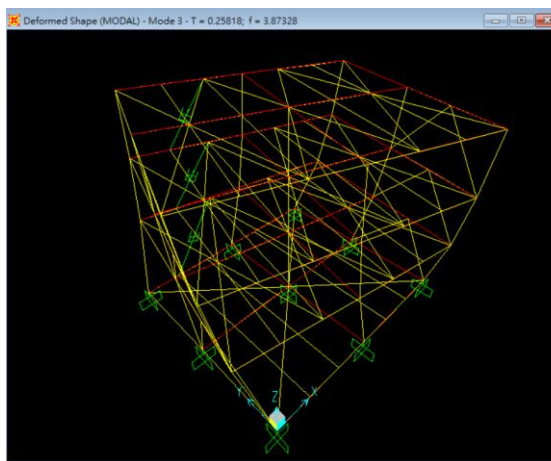 Deformed Shape (MODAL) - Mode 3 - T = 0.25818; f = 3.87328
Z
Y
X